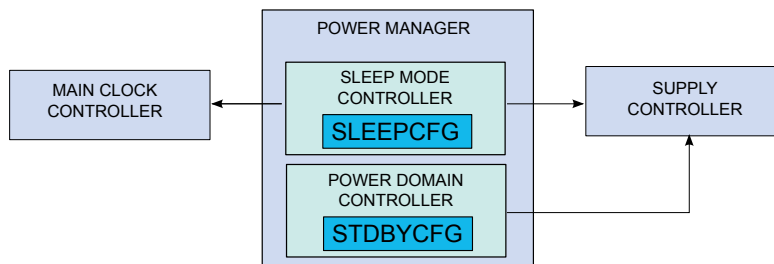 POWER MANAGER
MAIN CLOCK
CONTROLLER
SLEEP MODE
CONTROLLER
SLEEPCFG
SUPPLY
CONTROLLER
POWER DOMAIN
CONTROLLER
STDBYCFG